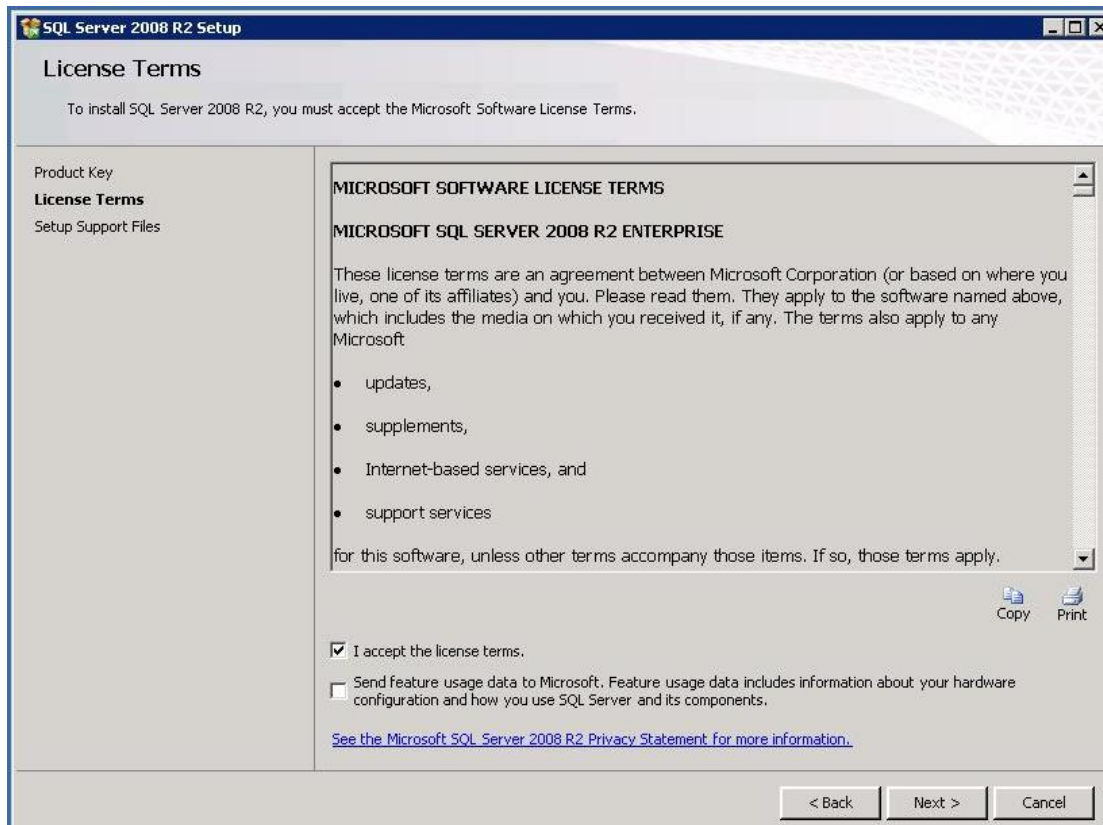 SQL Server 2008 R2 Setup
License Terms
To install SQL Server 2008 R2, you must accept the Microsoft Software License Terms.
Product Key
License Terms
Setup Support Files
MICROSOFT SOFTWARE LICENSE TERMS
MICROSOFT SQL SERVER 2008 R2 ENTERPRISE
These license terms are an agreement between Microsoft Corporation (or based on where you
live, one of its affiliates) and you. Please read them. They apply to the software named above,
which includes the media on which you received it, if any. The terms also apply to any
Microsoft
• updates,
• supplements,
• Internet-based services, and
• support services
for this software, unless other terms accompany those items. If so, those terms apply.
Copy Print
I accept the license terms.
Send feature usage data to Microsoft. Feature usage data includes information about your hardware
configuration and how you use SQL Server and its components.
See the Microsoft SQL Server 2008 R2 Privacy Statement for more information.
< Back Next > Cancel